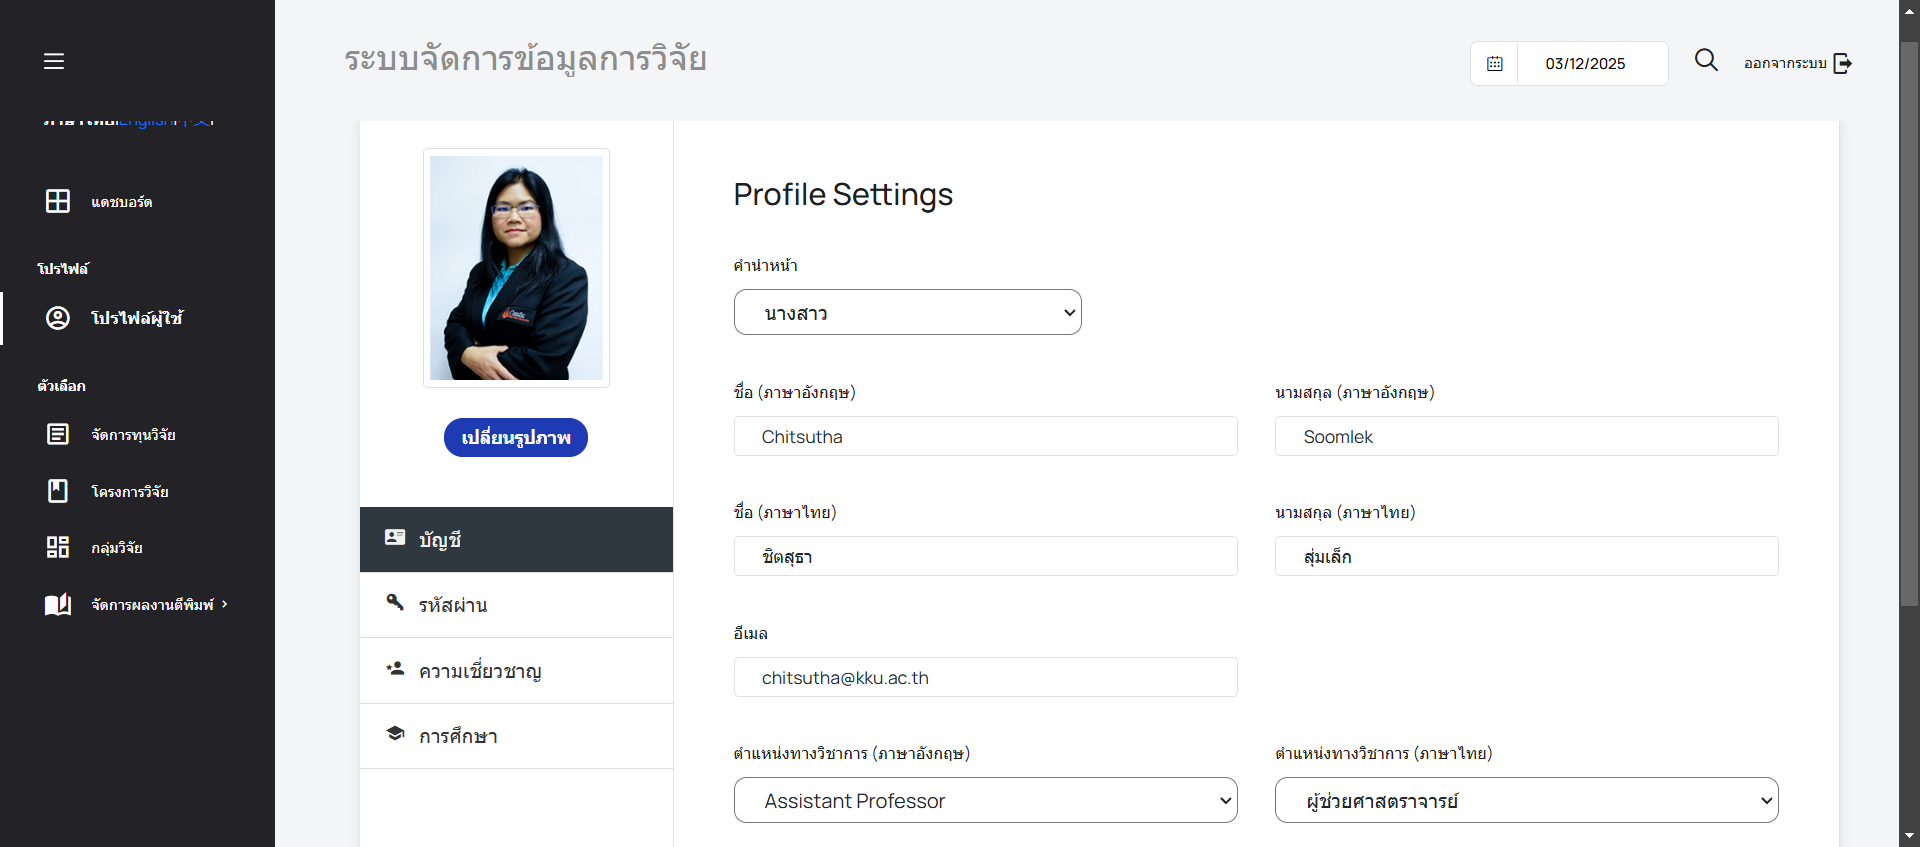 ระบบจัดการข้อมูลการวิจัย
03/12/2025
ออกจากระบบ
ภาษาไทย|English|中文|
แดชบอร์ด
โปรไฟล์
โปรไฟล์ผู้ใช้
ตัวเลือก
จัดการทุนวิจัย
โครงการวิจัย
กลุ่มวิจัย
จัดการผลงานตีพิมพ์
เปลี่ยนรูปภาพ
บัญชี
รหัสผ่าน
ความเชี่ยวชาญ
การศึกษา
Profile Settings
คำนำหน้า
นางสาว
ชื่อ (ภาษาอังกฤษ)
นามสกุล (ภาษาอังกฤษ)
Chitsutha
Soomlek
ชื่อ (ภาษาไทย)
นามสกุล (ภาษาไทย)
ชิตสุธา
สุ่มเล็ก
อีเมล
chitsutha@kku.ac.th
ตำแหน่งทางวิชาการ (ภาษาอังกฤษ)
ตำแหน่งทางวิชาการ (ภาษาไทย)
Assistant Professor
ผู้ช่วยศาสตราจารย์